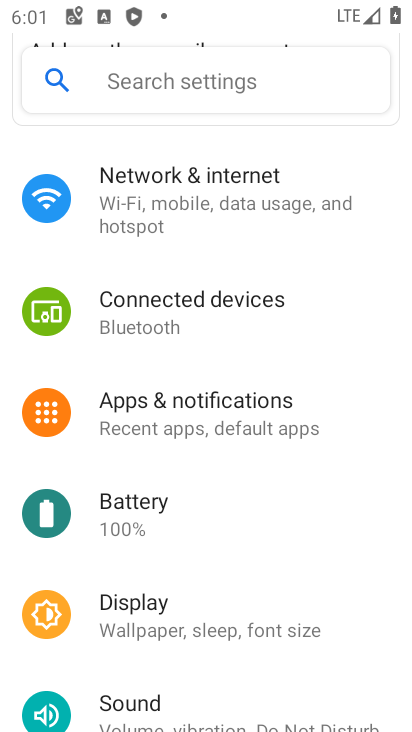 6:01
LTE
Search settings
Network & internet
Wi-Fi, mobile, data usage, and
hotspot
Connected devices
Bluetooth
Apps & notifications
Recent apps, default apps
Battery
100%
Display
Wallpaper, sleep, font size
Sound
Volume, vibration, Do Not Disturb